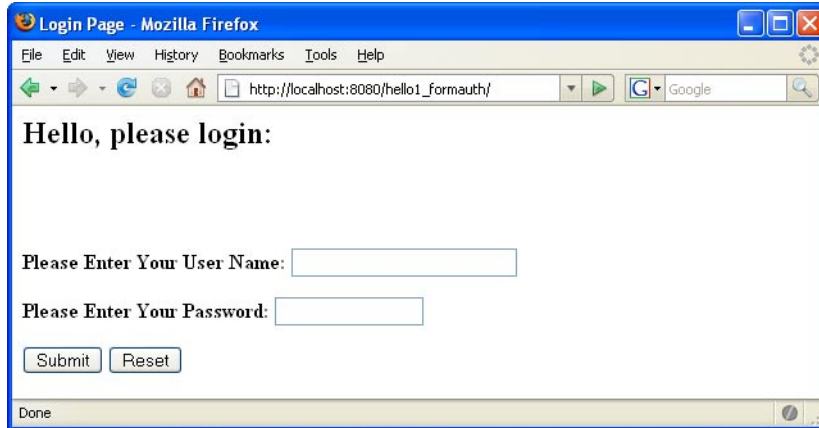 Login Page - Mozilla Firefox
File Edit View History Bookmarks Tools Help
http://localhost:8080/hello1_formauth/ G Google
Hello, please login:
Please Enter Your User Name:
Please Enter Your Password:
Submit Reset
Done